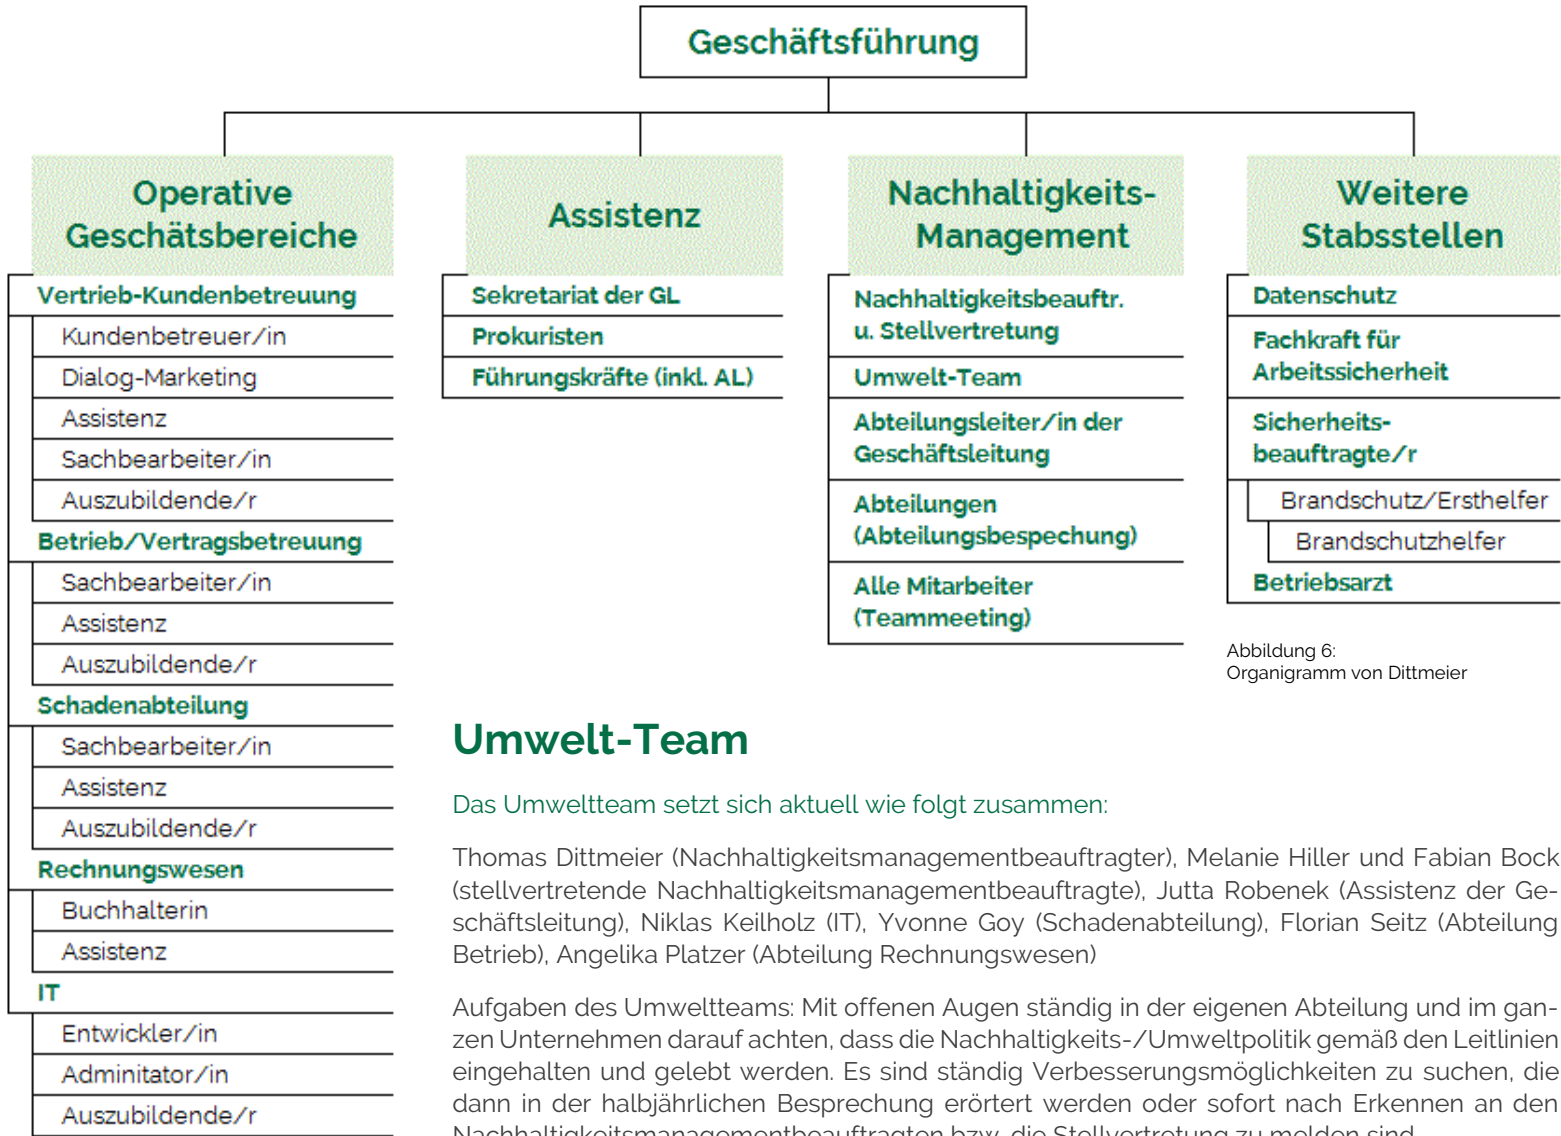 Geschäftsführung
Operative
Geschätsbereiche
Vertrieb-Kundenbetreuung
Kundenbetreuer/in
Dialog-Marketing
Assistenz
Sachbearbeiter/in
Auszubildende/r
Betrieb/Vertragsbetreuung
Sachbearbeiter/in
Assistenz
Auszubildende/r
Schadenabteilung
Sachbearbeiter/in
Assistenz
Auszubildende/r
Rechnungswesen
Buchhalterin
Assistenz
IT
Entwickler/in
Adminitator/in
Auszubildende/r
Assistenz
Sekretariat der GL
Prokuristen
Führungskräfte (inkl. AL)
Nachhaltigkeits-
Management
Nachhaltigkeitsbeauftr.
u. Stellvertretung
Umwelt-Team
Abteilungsleiter/in der
Geschäftsleitung
Abteilungen
(Abteilungsbespechung)
Alle Mitarbeiter
(Teammeeting)
Weitere
Stabsstellen
Datenschutz
Fachkraft für
Arbeitssicherheit
Sicherheits-
beauftragte/r
Brandschutz/Ersthelfer
Brandschutzhelfer
Betriebsarzt
Abbildung 6:
Organigramm von Dittmeier
Umwelt-Team
Das Umweltteam setzt sich aktuell wie folgt zusammen:
Thomas Dittmeier (Nachhaltigkeitsmanagementbeauftragter), Melanie Hiller und Fabian Bock
(stellvertretende Nachhaltigkeitsmanagementbeauftragte), Jutta Robenek (Assistenz der Ge-
schäftsleitung), Niklas Keilholz (IT), Yvonne Goy (Schadenabteilung), Florian Seitz (Abteilung
Betrieb), Angelika Platzer (Abteilung Rechnungswesen)
Aufgaben des Umweltteams: Mit offenen Augen ständig in der eigenen Abteilung und im gan-
zen Unternehmen darauf achten, dass die Nachhaltigkeits-/Umweltpolitik gemäß den Leitlinien
eingehalten und gelebt werden. Es sind ständig Verbesserungsmöglichkeiten zu suchen, die
dann in der halbjährlichen Besprechung erörtert werden oder sofort nach Erkennen an den
Nachhaltigkeitsmanagementbeauftragten bzw. die Stellvertretung zu melden sind